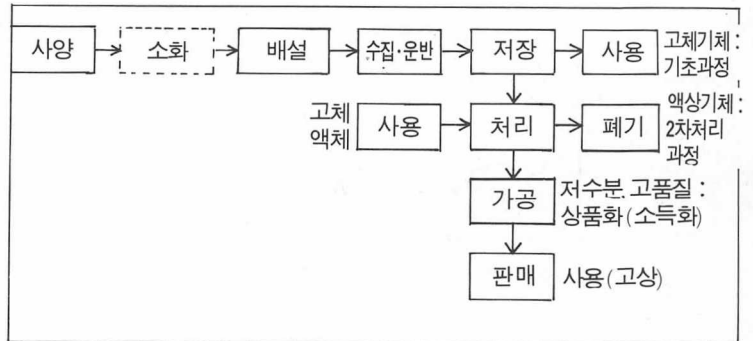 사양 소화 배설 수집·운반 저장 사용 고체기체:
기초과정
고체
액체 사용 처리 폐기 액상기체:
2차처리
과정
가공 저수분. 고품질:
상품화(소득화)
판매 사용(고상)